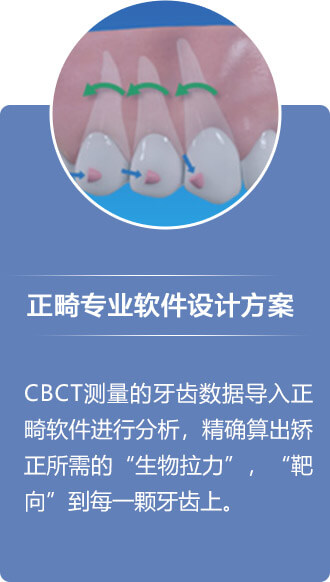 正畸专业软件设计方案
CBCT测量的牙齿数据导入正
畸软件进行分析，精确算出矫
正所需的“生物拉力”，“靶
向”到每一颗牙齿上。